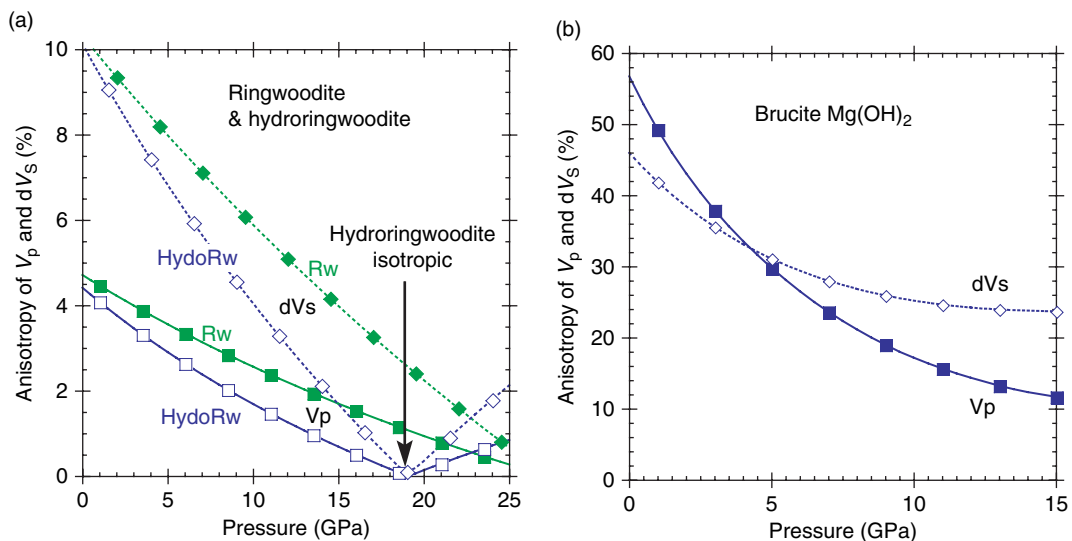 (a)
Anisotropy of Vp and dVS (%)
10
8
6
4
2
0
Ringwoodite
& hydroringwoodite
Hydroringwoodite
isotropic
HydoRw
Rw
dVs
Rw
HydoRw
Vp
0 5 10 15 20 25
Pressure (GPa)
(b)
Anisotropy of Vp and dVS (%)
60
50
40
30
20
10
0
Brucite Mg(OH)2
dVs
Vp
0 5 10 15
Pressure (GPa)